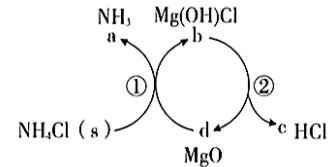 NH₃ Mg(OH)Cl
a b
① ②
NH₄Cl (s) d c HCl
MgO